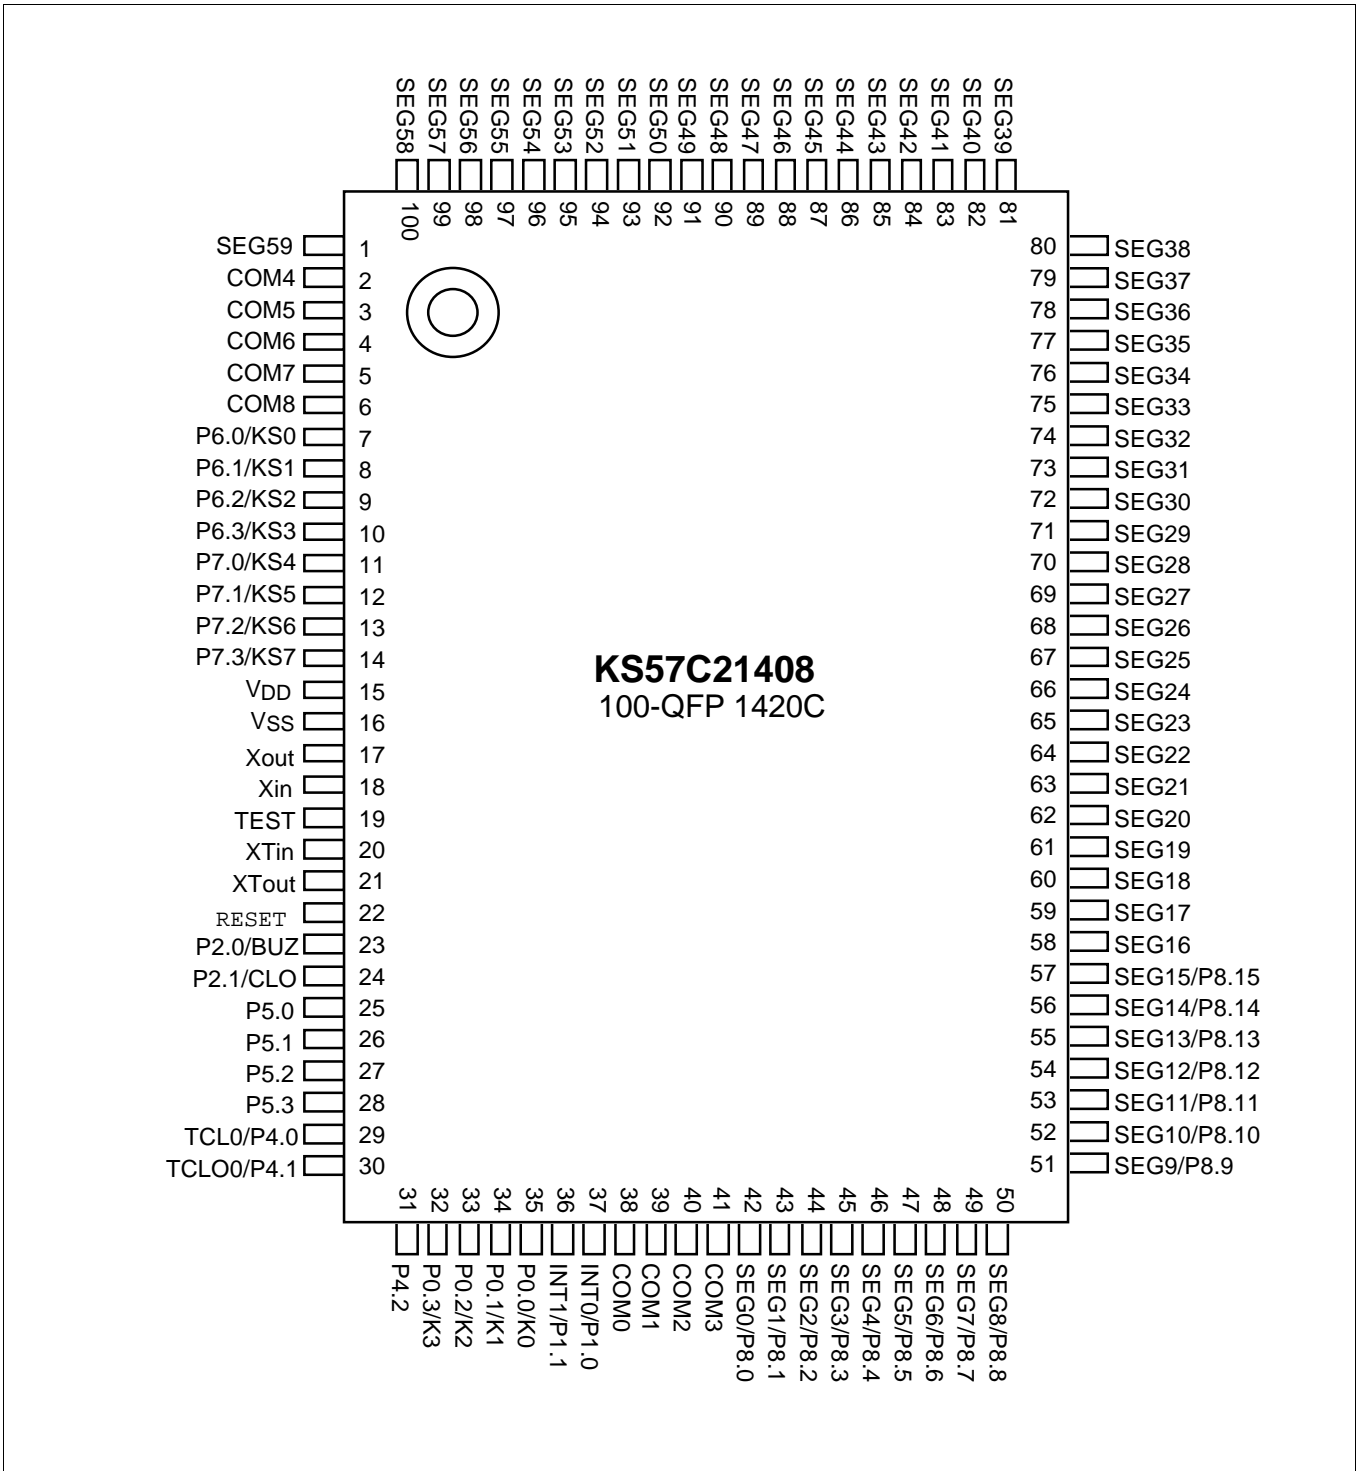 SEG58 SEG57 SEG56 SEG55 SEG54 SEG53 SEG52 SEG51 SEG50 SEG49 SEG48 SEG47 SEG46 SEG45 SEG44 SEG43 SEG42 SEG41 SEG40 SEG39
100 99 98 97 96 95 94 93 92 91 90 89 88 87 86 85 84 83 82 81
SEG59 1 80 SEG38
COM4 2 79 SEG37
COM5 3 78 SEG36
COM6 4 77 SEG35
COM7 5 76 SEG34
COM8 6 75 SEG33
P6.0/KS0 7 74 SEG32
P6.1/KS1 8 73 SEG31
P6.2/KS2 9 72 SEG30
P6.3/KS3 10 71 SEG29
P7.0/KS4 11 70 SEG28
P7.1/KS5 12 69 SEG27
P7.2/KS6 13 68 SEG26
P7.3/KS7 14 67 SEG25
KS57C21408
100-QFP 1420C
VDD 15 66 SEG24
VSS 16 65 SEG23
Xout 17 64 SEG22
Xin 18 63 SEG21
TEST 19 62 SEG20
XTin 20 61 SEG19
XTout 21 60 SEG18
RESET 22 59 SEG17
P2.0/BUZ 23 58 SEG16
P2.1/CLO 24 57 SEG15/P8.15
P5.0 25 56 SEG14/P8.14
P5.1 26 55 SEG13/P8.13
P5.2 27 54 SEG12/P8.12
P5.3 28 53 SEG11/P8.11
TCL0/P4.0 29 52 SEG10/P8.10
TCLO0/P4.1 30 51 SEG9/P8.9
31 32 33 34 35 36 37 38 39 40 41 42 43 44 45 46 47 48 49 50
P4.2 P0.3/K3 P0.2/K2 P0.1/K1 P0.0/K0 INT1/P1.1 INT0/P1.0 COM0 COM1 COM2 COM3 SEG0/P8.0 SEG1/P8.1 SEG2/P8.2 SEG3/P8.3 SEG4/P8.4 SEG5/P8.5 SEG6/P8.6 SEG7/P8.7 SEG8/P8.8